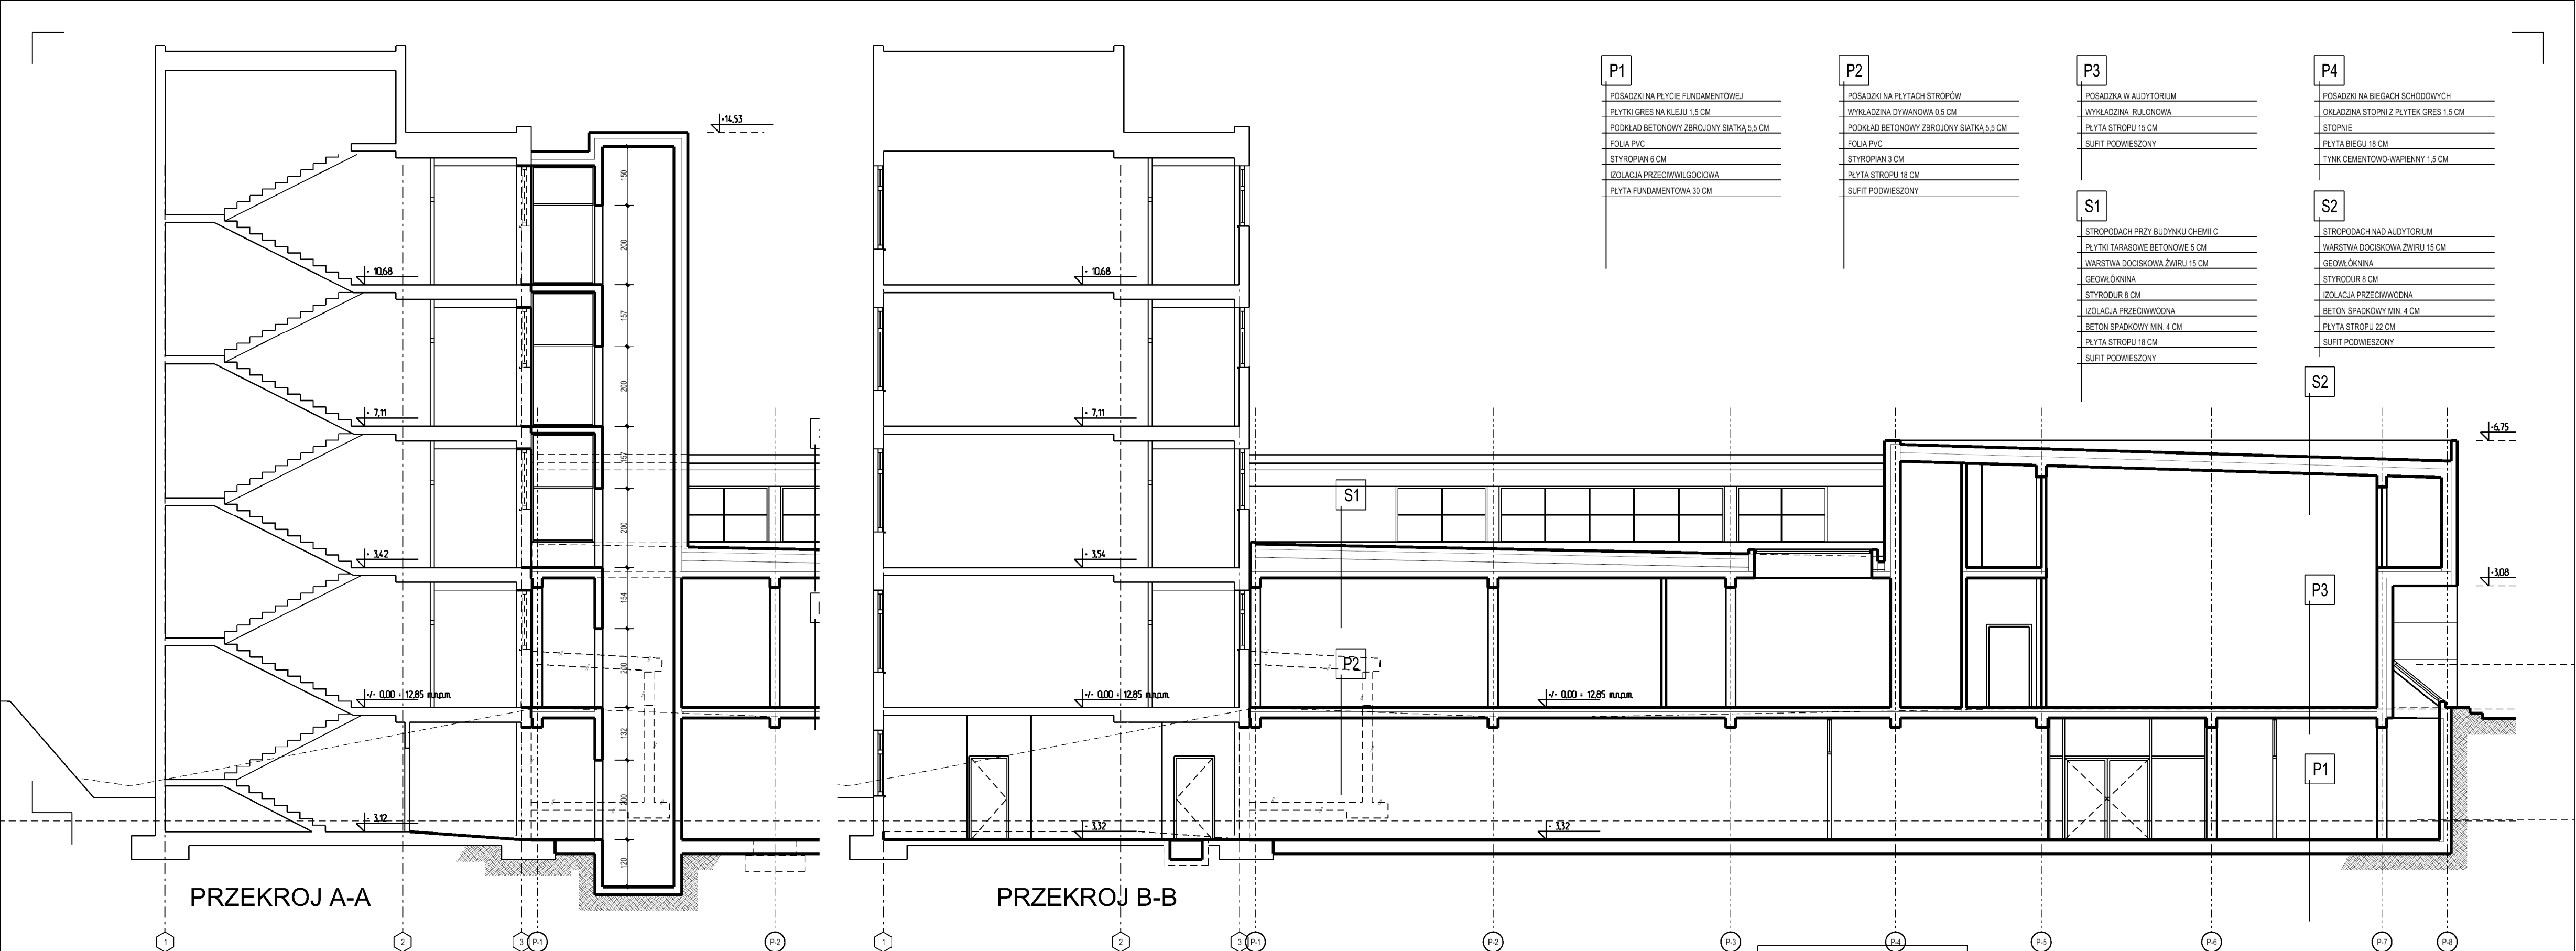 P1
POSADZKI NA PŁYCIE FUNDAMENTOWEJ
PŁYTKI GRES NA KLEJU 1,5 CM
PODKŁAD BETONOWY ZBROJONY SIATKĄ 5,5 CM
FOLIA PVC
STYROPIAN 6 CM
IZOLACJA PRZECIWWILGOCIOWA
PŁYTA FUNDAMENTOWA 30 CM
P2
POSADZKI NA PŁYTACH STROPÓW
WYKŁADZINA DYWANOWA 0,5 CM
PODKŁAD BETONOWY ZBROJONY SIATKĄ 5,5 CM
FOLIA PVC
STYROPIAN 3 CM
PŁYTA STROPU 18 CM
SUFIT PODWIESZONY
P3
POSADZKA W AUDYTORIUM
WYKŁADZINA RULONOWA
PŁYTA STROPU 15 CM
SUFIT PODWIESZONY
P4
POSADZKI NA BIEGACH SCHODOWYCH
OKŁADZINA STOPNI Z PŁYTEK GRES 1,5 CM
STOPNIE
PŁYTA BIEGU 18 CM
TYNK CEMENTOWO-WAPIENNY 1,5 CM
S1
STROPODACH PRZY BUDYNKU CHEMII C
PŁYTKI TARASOWE BETONOWE 5 CM
WARSTWA DOCISKOWA ŻWIRU 15 CM
GEOWŁÓKNINA
STYRODUR 8 CM
IZOLACJA PRZECIWWODNA
BETON SPADKOWY MIN. 4 CM
PŁYTA STROPU 18 CM
SUFIT PODWIESZONY
S2
STROPODACH NAD AUDYTORIUM
WARSTWA DOCISKOWA ŻWIRU 15 CM
GEOWŁÓKNINA
STYRODUR 8 CM
IZOLACJA PRZECIWWODNA
BETON SPADKOWY MIN. 4 CM
PŁYTA STROPU 22 CM
SUFIT PODWIESZONY
14,53
150
200
157
200
157
200
154
200
132
200
120
10,68
7,11
3,42
+/- 0,00 = 12,85 m.n.p.m.
- 3,12
PRZEKROJ A-A
1
2
3
P-1
P-2
10,68
7,11
3,54
+/- 0,00 = 12,85 m.n.p.m.
- 3,32
+/- 0,00 = 12,85 m.n.p.m.
- 3,32
S1
P2
S2
P3
P1
6,75
3,08
PRZEKROJ B-B
1
2
3
P-1
P-2
P-3
P-4
P-5
P-6
P-7
P-8